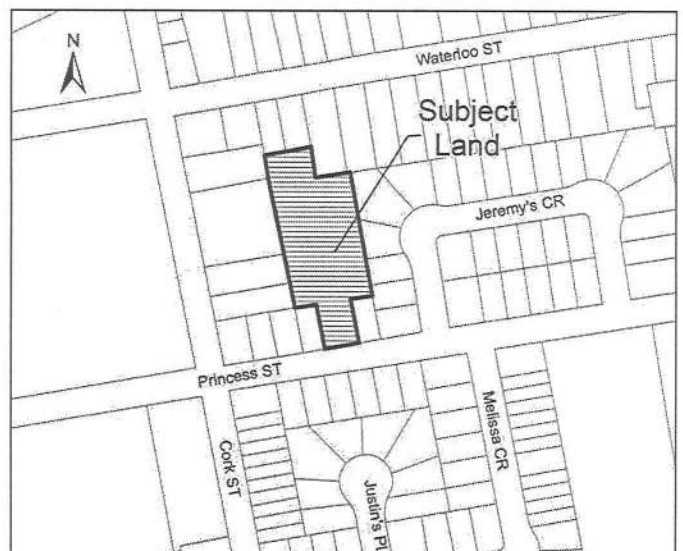 N
Waterloo ST
Subject
Land
Jeremy's CR
Princess ST
Cork ST
Melissa CR
Justin's Pl